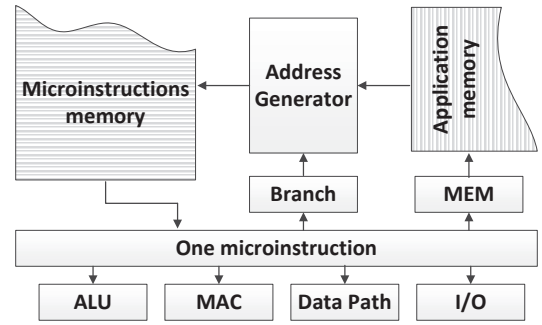 Microinstructions
memory
Address
Generator
Application
memory
Branch
MEM
One microinstruction
ALU
MAC
Data Path
I/O